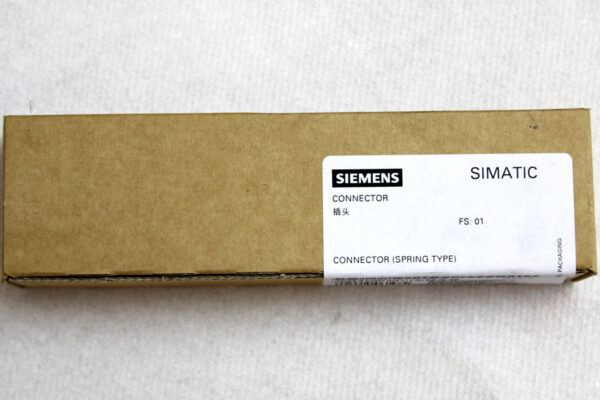 SIEMENS
SIMATIC
CONNECTOR
插头
FS: 01
CONNECTOR (SPRING TYPE)
PACKAGING